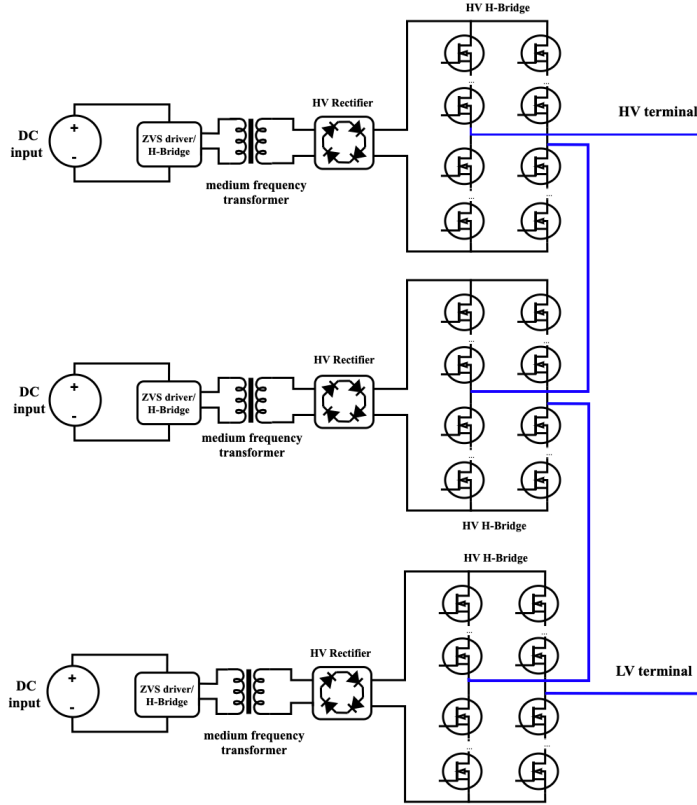 HV H-Bridge
HV Rectifier
HV terminal
DC
input
+
-
ZVS driver/
H-Bridge
medium frequency
transformer
...
...
...
...
HV Rectifier
DC
input
+
-
ZVS driver/
H-Bridge
medium frequency
transformer
...
...
...
...
HV H-Bridge
HV H-Bridge
HV Rectifier
LV terminal
DC
input
+
-
ZVS driver/
H-Bridge
medium frequency
transformer
...
...
...
...